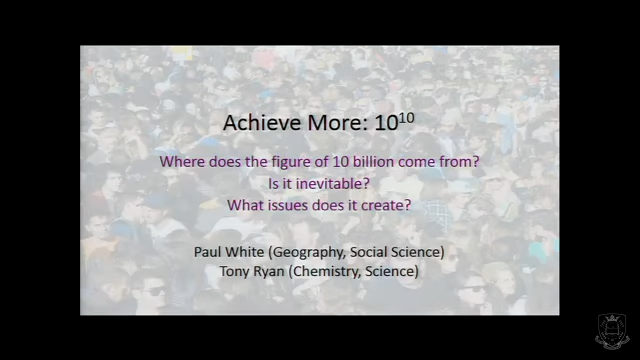 Achieve More: 10¹⁰
Where does the figure of 10 billion come from?
Is it inevitable?
What issues does it create?
Paul White (Geography, Social Science)
Tony Ryan (Chemistry, Science)